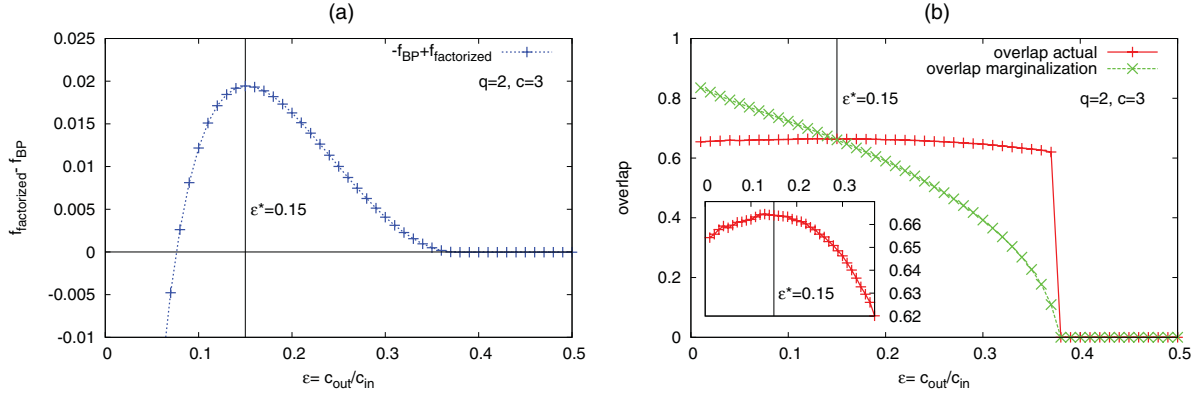 (a)
0.025
0.02
0.015
0.01
0.005
0
-0.005
-0.01
f_factorized - f_BP
-f_BP+f_factorized
q=2, c=3
ε*=0.15
0 0.1 0.2 0.3 0.4 0.5
ε= c_out/c_in
(b)
1
0.8
0.6
0.4
0.2
0
overlap
overlap actual
overlap marginalization
q=2, c=3
ε*=0.15
0 0.1 0.2 0.3
0.66
0.65
0.64
0.63
0.62
ε*=0.15
0 0.1 0.2 0.3 0.4 0.5
ε= c_out/c_in